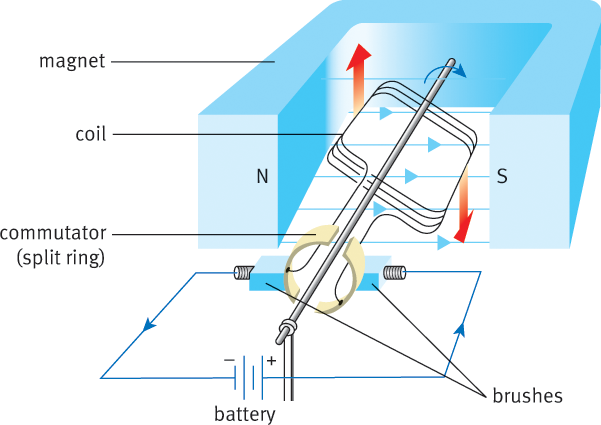 magnet
coil
N
S
commutator
(split ring)
− +
battery
brushes